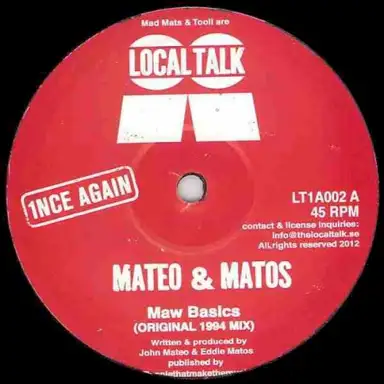 Mad Mats & Tooli are
LOCAL TALK
1NCE AGAIN
LT1A002 A
45 RPM
contact & license inquiries:
info@thelocaltalk.se
All rights reserved 2012
MATEO & MATOS
Maw Basics
(ORIGINAL 1994 MIX)
Written & produced by
John Mateo & Eddie Matos
published by